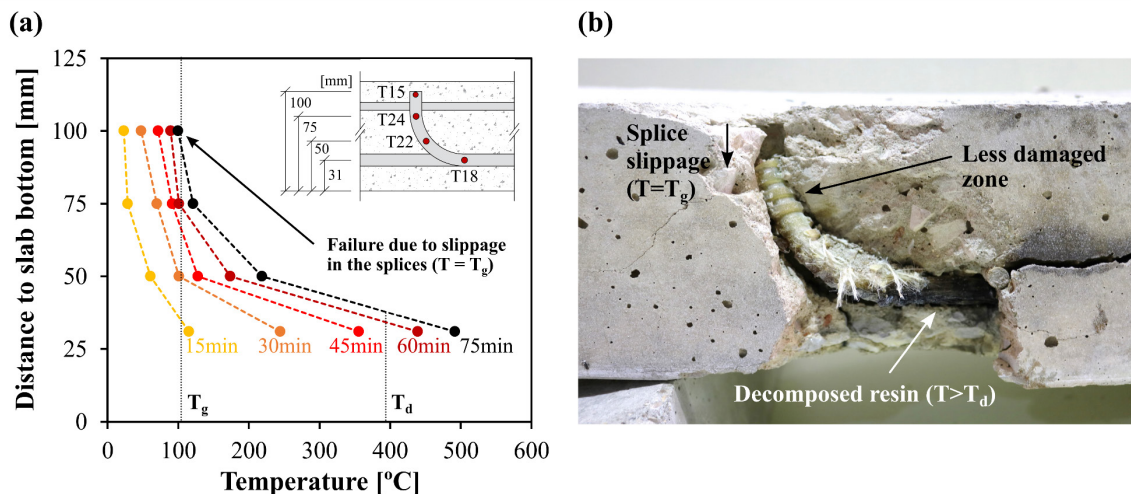 (a)
(b)
125
100
75
50
25
0
Distance to slab bottom [mm]
[mm]
100
75
50
31
T15
T24
T22
T18
Failure due to slippage
in the splices (T = Tg)
15min
30min
45min
60min
75min
Tg
Td
0 100 200 300 400 500 600
Temperature [ºC]
Splice
slippage
(T=Tg)
Less damaged
zone
Decomposed resin (T>Td)